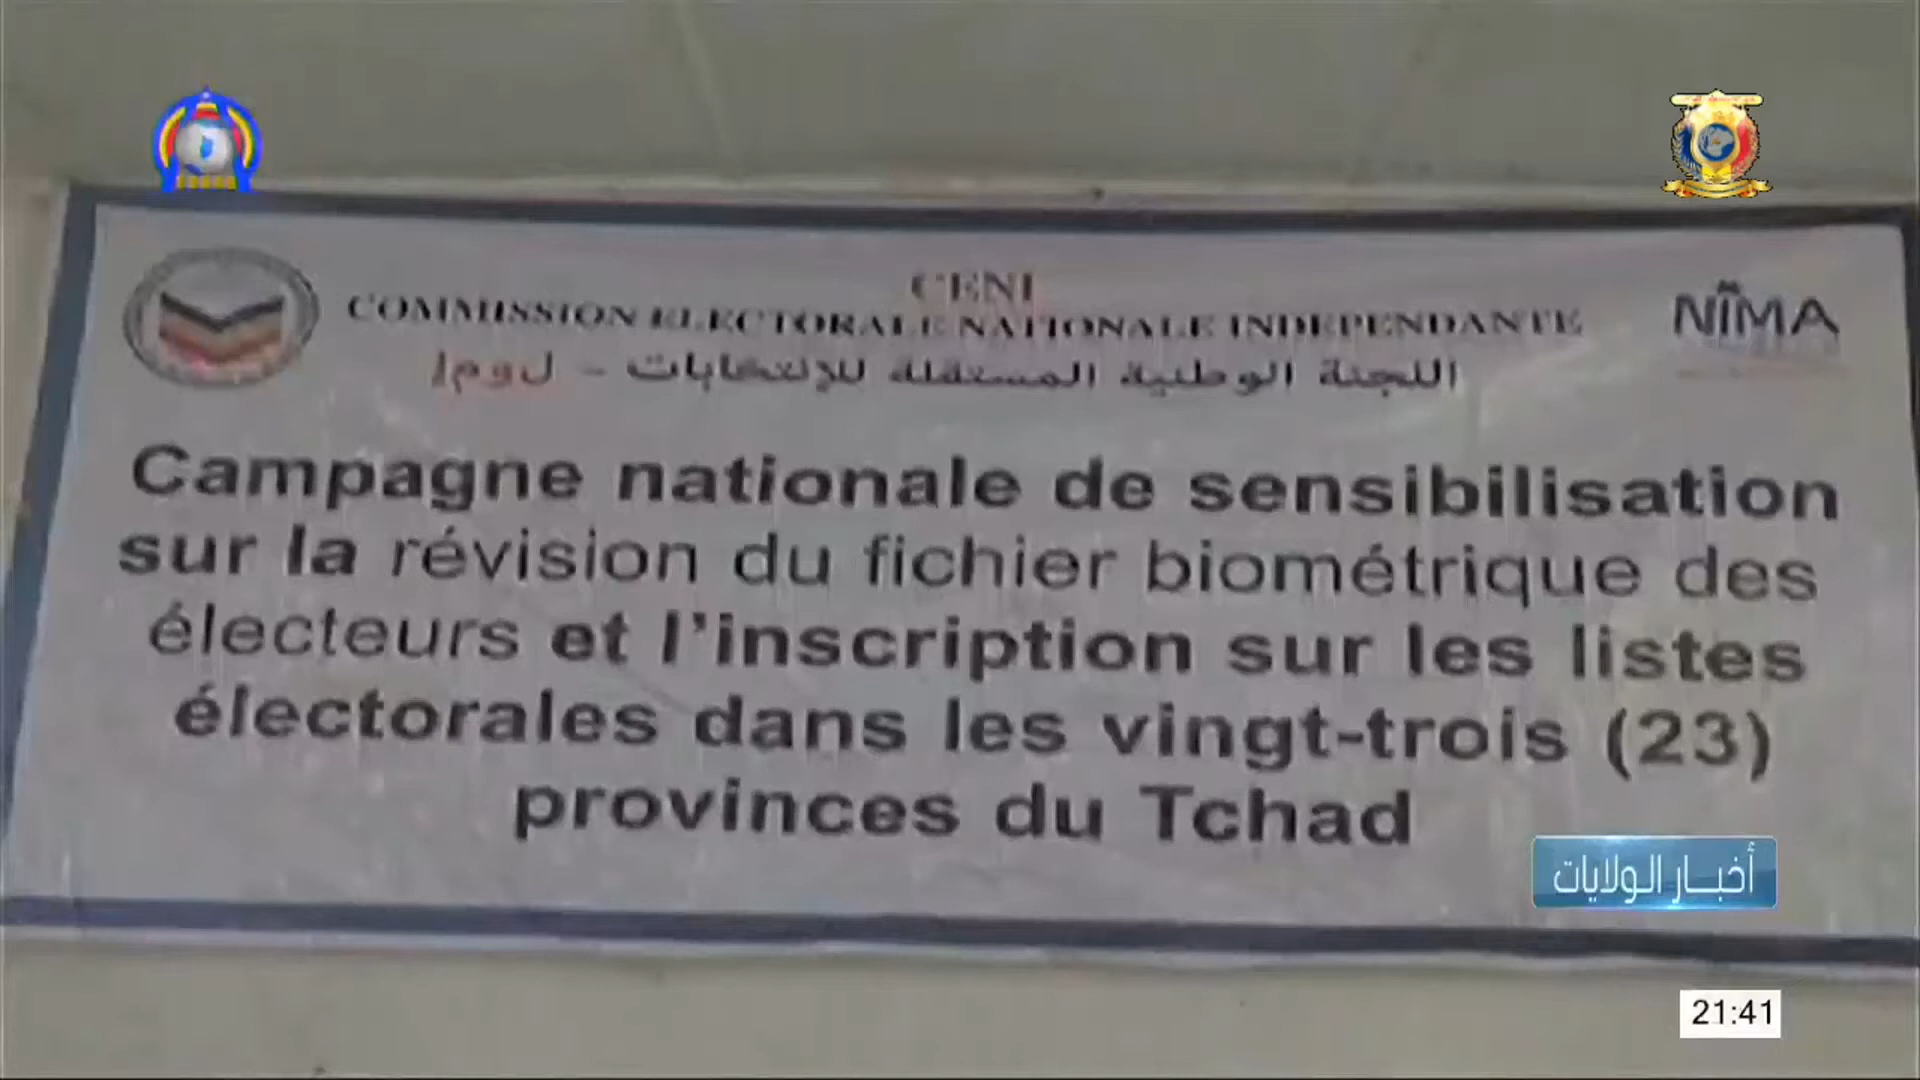 CENI
COMMISSION ELECTORALE NATIONALE INDEPENDANTE
NIMA
اللجنة الوطنية المستقلة للإنتخابات - ل وم ا
Campagne nationale de sensibilisation
sur la révision du fichier biométrique des
électeurs et l'inscription sur les listes
électorales dans les vingt-trois (23)
provinces du Tchad
أخبار الولايات
21:41